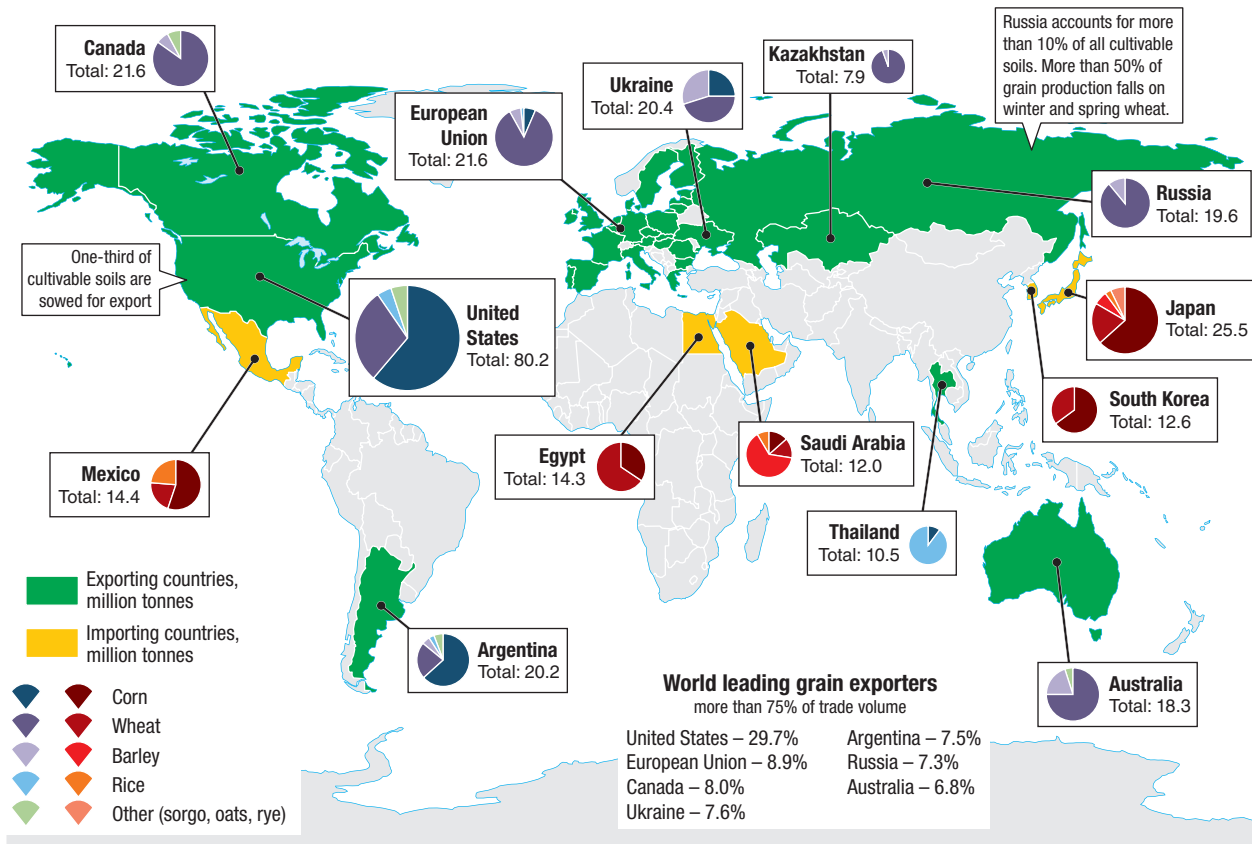 Canada
Total: 21.6
European
Union
Total: 21.6
Ukraine
Total: 20.4
Kazakhstan
Total: 7.9
Russia accounts for more
than 10% of all cultivable
soils. More than 50% of
grain production falls on
winter and spring wheat.
Russia
Total: 19.6
One-third of
cultivable soils are
sowed for export
United
States
Total: 80.2
Japan
Total: 25.5
South Korea
Total: 12.6
Mexico
Total: 14.4
Egypt
Total: 14.3
Saudi Arabia
Total: 12.0
Thailand
Total: 10.5
Argentina
Total: 20.2
Australia
Total: 18.3
Exporting countries,
million tonnes
Importing countries,
million tonnes
Corn
Wheat
Barley
Rice
Other (sorgo, oats, rye)
World leading grain exporters
more than 75% of trade volume
United States – 29.7%
European Union – 8.9%
Canada – 8.0%
Ukraine – 7.6%
Argentina – 7.5%
Russia – 7.3%
Australia – 6.8%